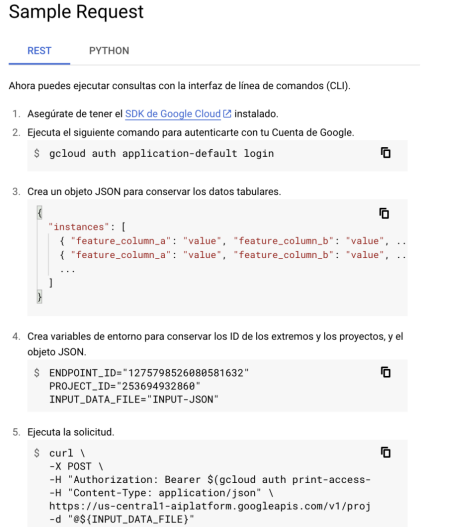 Sample Request
REST PYTHON
Ahora puedes ejecutar consultas con la interfaz de línea de comandos (CLI).
1. Asegúrate de tener el SDK de Google Cloud instalado.
2. Ejecuta el siguiente comando para autenticarte con tu Cuenta de Google.
$ gcloud auth application-default login
3. Crea un objeto JSON para conservar los datos tabulares.
{
"instances": [
{ "feature_column_a": "value", "feature_column_b": "value", ..
{ "feature_column_a": "value", "feature_column_b": "value", ..
...
]
}
4. Crea variables de entorno para conservar los ID de los extremos y los proyectos, y el
objeto JSON.
$ ENDPOINT_ID="1275798526080581632"
PROJECT_ID="253694932860"
INPUT_DATA_FILE="INPUT-JSON"
5. Ejecuta la solicitud.
$ curl \
-X POST \
-H "Authorization: Bearer $(gcloud auth print-access-
-H "Content-Type: application/json" \
https://us-central1-aiplatform.googleapis.com/v1/proj
-d "@${INPUT_DATA_FILE}"